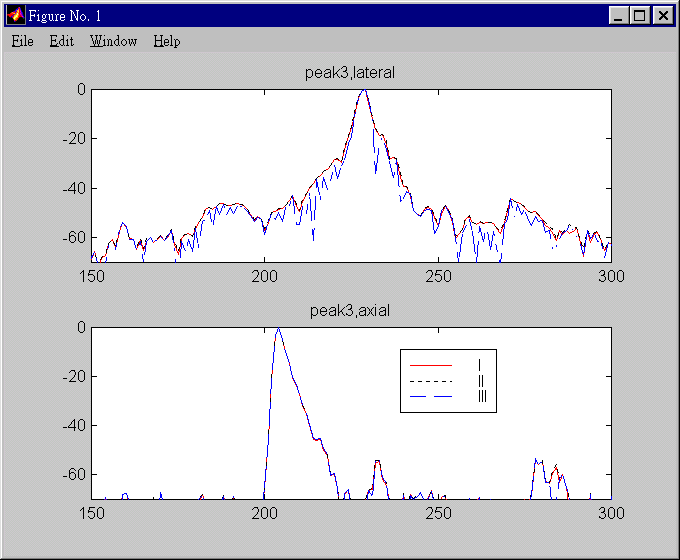 Figure No. 1
File Edit Window Help
peak3,lateral
0
-20
-40
-60
150 200 250 300
peak3,axial
0
-20
-40
-60
I
II
III
150 200 250 300